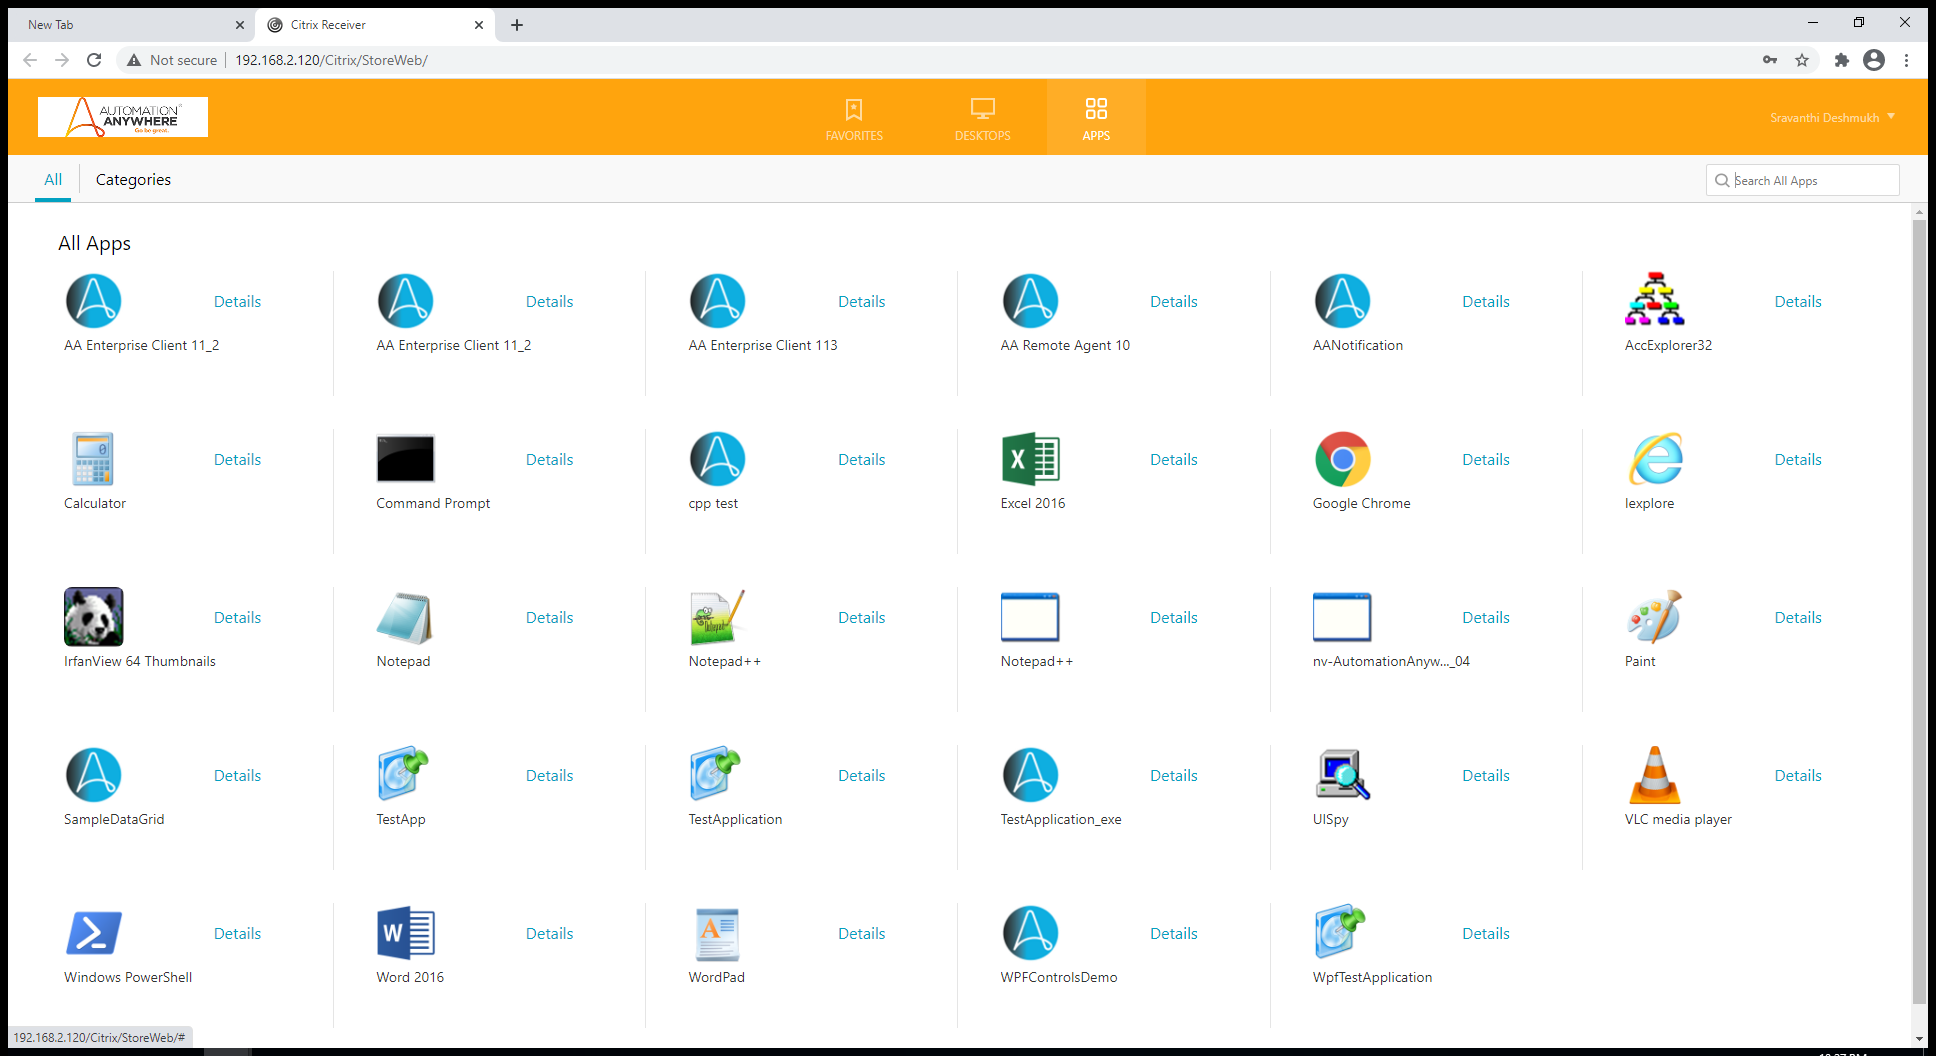 New Tab
Citrix Receiver
Not secure
192.168.2.120/Citrix/StoreWeb/
AUTOMATION
ANYWHERE
Go be great.
FAVORITES
DESKTOPS
APPS
Sravanthi Deshmukh
All
Categories
Search All Apps
All Apps
Details
Details
Details
Details
Details
Details
AA Enterprise Client 11_2
AA Enterprise Client 11_2
AA Enterprise Client 113
AA Remote Agent 10
AANotification
AccExplorer32
Details
Details
Details
Details
Details
Details
Calculator
Command Prompt
cpp test
Excel 2016
Google Chrome
Iexplore
Details
Details
Details
Details
Details
Details
IrfanView 64 Thumbnails
Notepad
Notepad++
Notepad++
nv-AutomationAnyw..._04
Paint
Details
Details
Details
Details
Details
Details
SampleDataGrid
TestApp
TestApplication
TestApplication_exe
UISpy
VLC media player
Details
Details
Details
Details
Details
Windows PowerShell
Word 2016
WordPad
WPFControlsDemo
WpfTestApplication
192.168.2.120/Citrix/StoreWeb/#